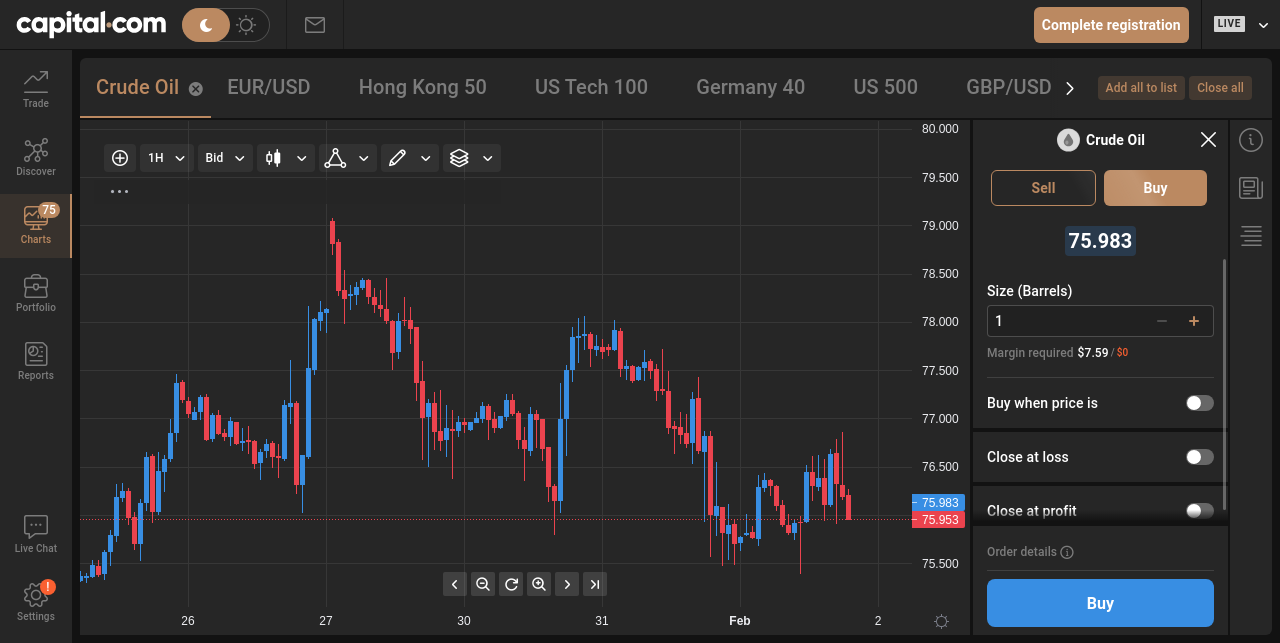 capital.com
Complete registration
LIVE
Trade
Discover
75
Charts
Portfolio
Reports
Live Chat
!
Settings
Crude Oil
EUR/USD
Hong Kong 50
US Tech 100
Germany 40
US 500
GBP/USD
Add all to list
Close all
1H
Bid
80.000
79.500
79.000
78.500
78.000
77.500
77.000
76.500
75.983
75.953
75.500
26
27
30
31
Feb
2
Crude Oil
Sell
Buy
75.983
Size (Barrels)
1
Margin required $7.59 / $0
Buy when price is
Close at loss
Close at profit
Order details
Buy